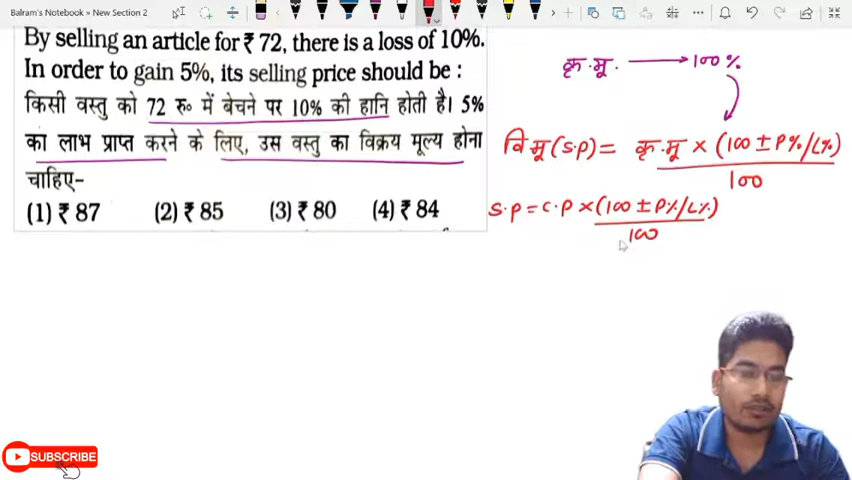 Balram's Notebook » New Section 2
By selling an article for ₹ 72, there is a loss of 10%.
In order to gain 5%, its selling price should be :
किसी वस्तु को 72 रु० में बेचने पर 10% की हानि होती है। 5%
का लाभ प्राप्त करने के लिए, उस वस्तु का विक्रय मूल्य होना
चाहिए-
(1) ₹ 87 (2) ₹ 85 (3) ₹ 80 (4) ₹ 84
कृ.मू. → 100%
वि मू (S.P) = कृ.मू × (100 ± P%/L%)
100
S.P = C.P × (100 ± P%/L%)
100
SUBSCRIBE